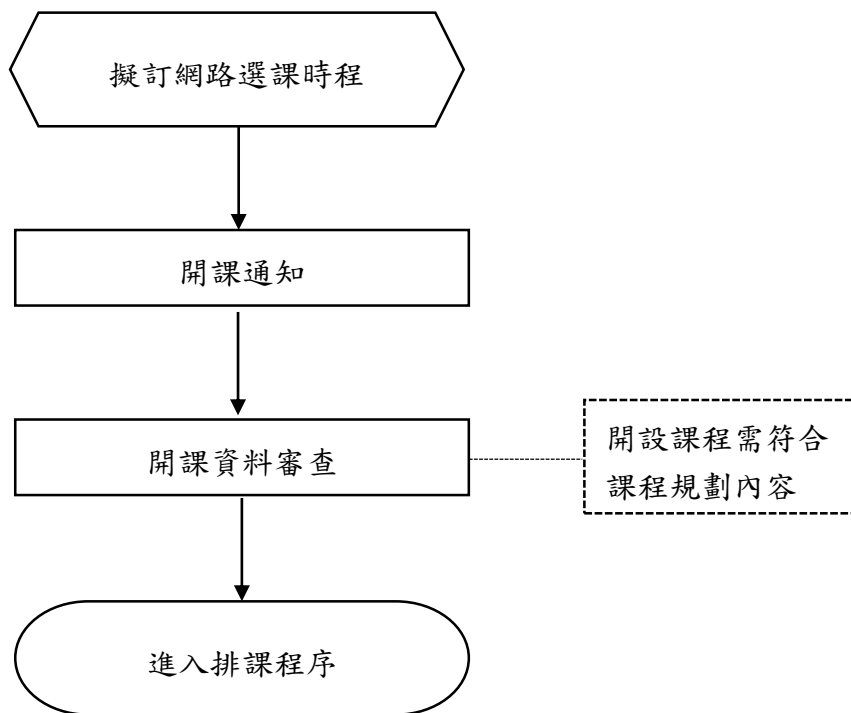 擬訂網路選課時程
開課通知
開課資料審查
開設課程需符合
課程規劃內容
進入排課程序